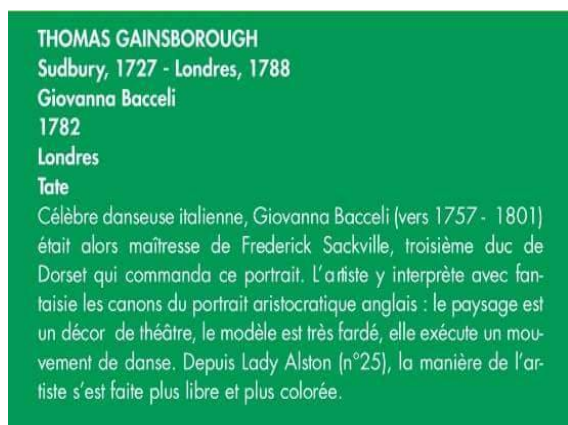 THOMAS GAINSBOROUGH
Sudbury, 1727 - Londres, 1788
Giovanna Bacceli
1782
Londres
Tate
Célèbre danseuse italienne, Giovanna Bacceli (vers 1757 - 1801)
était alors maîtresse de Frederick Sackville, troisième duc de
Dorset qui commanda ce portrait. L'artiste y interprète avec fan-
taisie les canons du portrait aristocratique anglais : le paysage est
un décor de théâtre, le modèle est très fardé, elle exécute un mou-
vement de danse. Depuis Lady Alston (n°25), la manière de l'ar-
tiste s'est faite plus libre et plus colorée.